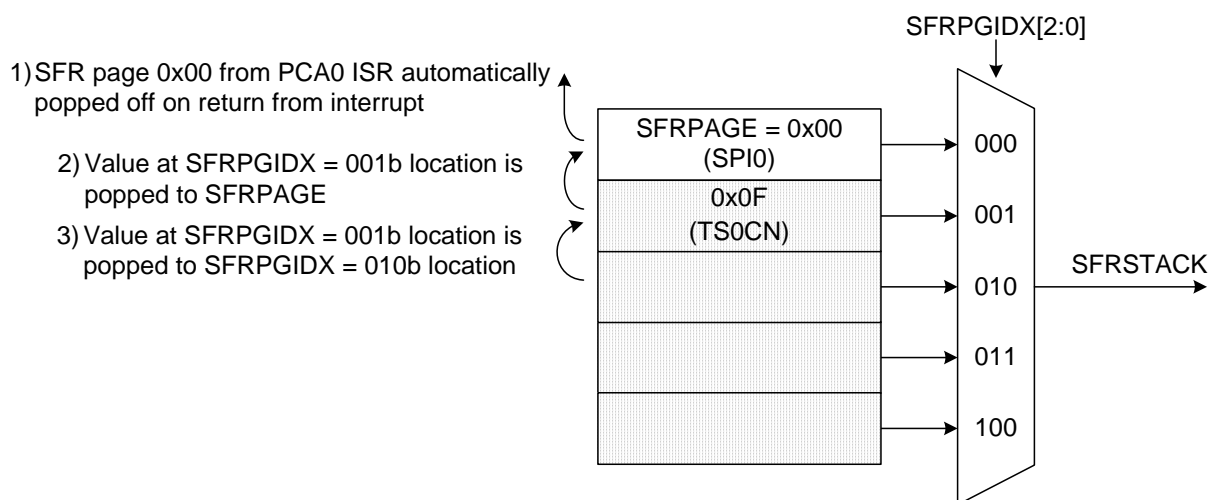 SFRPGIDX[2:0]
1) SFR page 0x00 from PCA0 ISR automatically
popped off on return from interrupt
2) Value at SFRPGIDX = 001b location is
popped to SFRPAGE
3) Value at SFRPGIDX = 001b location is
popped to SFRPGIDX = 010b location
SFRPAGE = 0x00
(SPI0)
0x0F
(TS0CN)
000
001
010
011
100
SFRSTACK